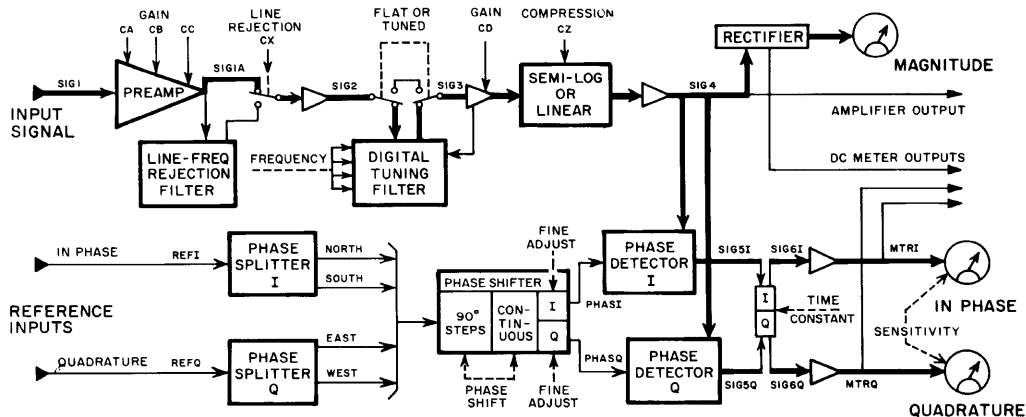 GAIN
CA
CB
CC
LINE
REJECTION
CX
FLAT OR
TUNED
GAIN
CD
COMPRESSION
CZ
RECTIFIER
MAGNITUDE
SIG1
PREAMP
SIG1A
SIG2
SIG3
SEMI-LOG
OR
LINEAR
SIG4
AMPLIFIER OUTPUT
INPUT
SIGNAL
LINE-FREQ
REJECTION
FILTER
FREQUENCY
DIGITAL
TUNING
FILTER
DC METER OUTPUTS
IN PHASE
REFI
PHASE
SPLITTER
I
NORTH
SOUTH
FINE
ADJUST
PHASE SHIFTER
90°
STEPS
CON-
TIN-
UOUS
I
Q
PHASI
PHASE
DETECTOR
I
SIG5I
SIG6I
MTRI
I
Q
TIME
CONSTANT
IN PHASE
SENSITIVITY
REFERENCE
INPUTS
QUADRATURE
REFQ
PHASE
SPLITTER
Q
EAST
WEST
PHASE
SHIFT
FINE
ADJUST
PHASQ
PHASE
DETECTOR
Q
SIG5Q
SIG6Q
MTRQ
QUADRATURE